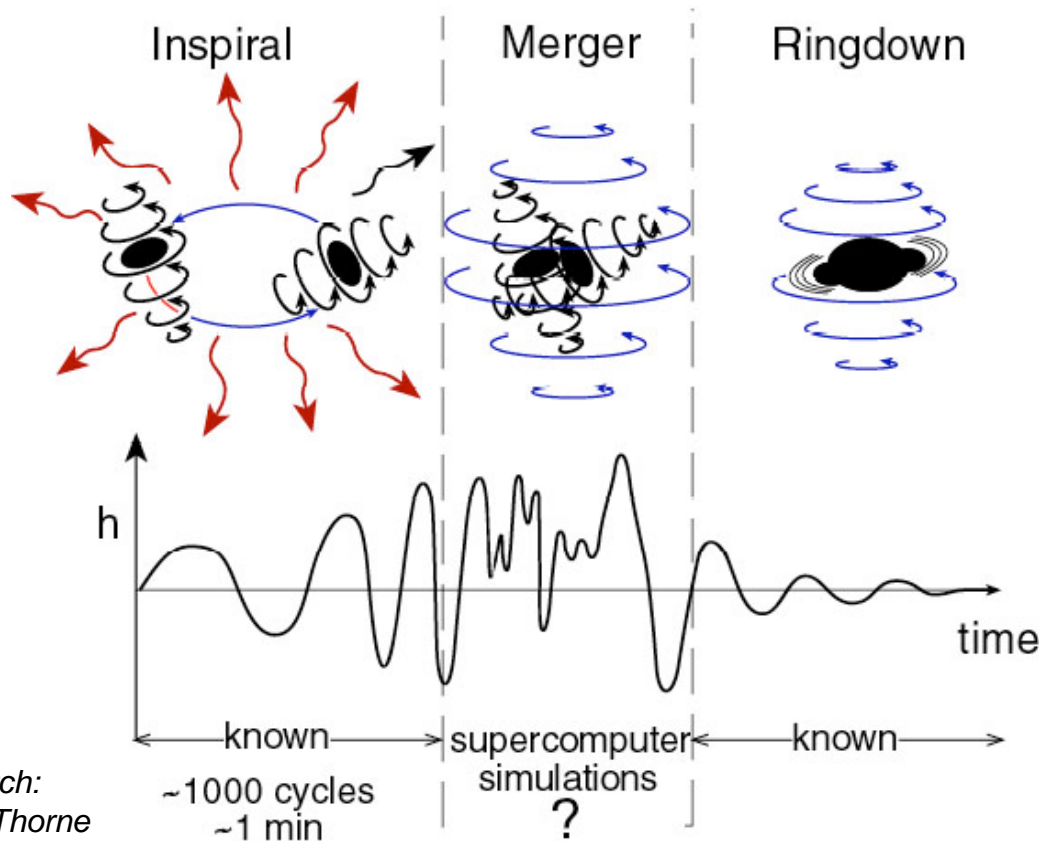 Inspiral
Merger
Ringdown
h
time
known
supercomputer
simulations
?
known
~1000 cycles
~1 min
ch:
Thorne